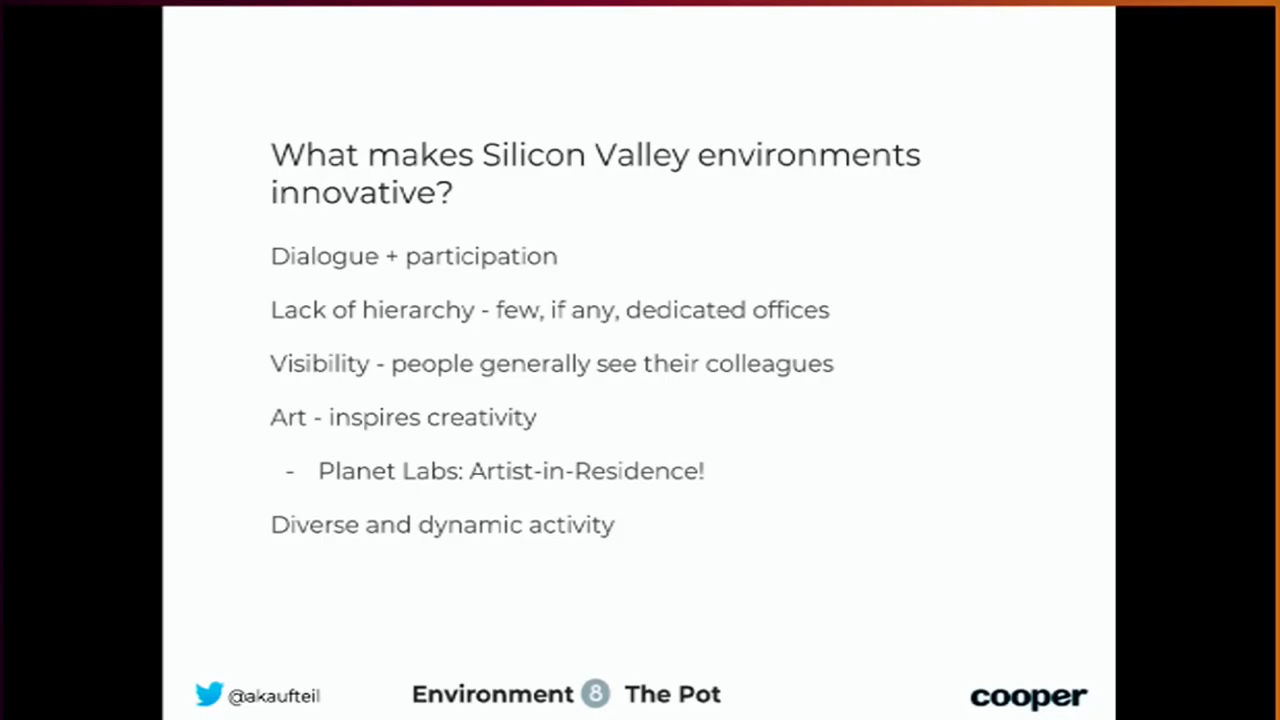 What makes Silicon Valley environments
innovative?
Dialogue + participation
Lack of hierarchy - few, if any, dedicated offices
Visibility - people generally see their colleagues
Art - inspires creativity
- Planet Labs: Artist-in-Residence!
Diverse and dynamic activity
@akaufteil
Environment 8 The Pot
cooper